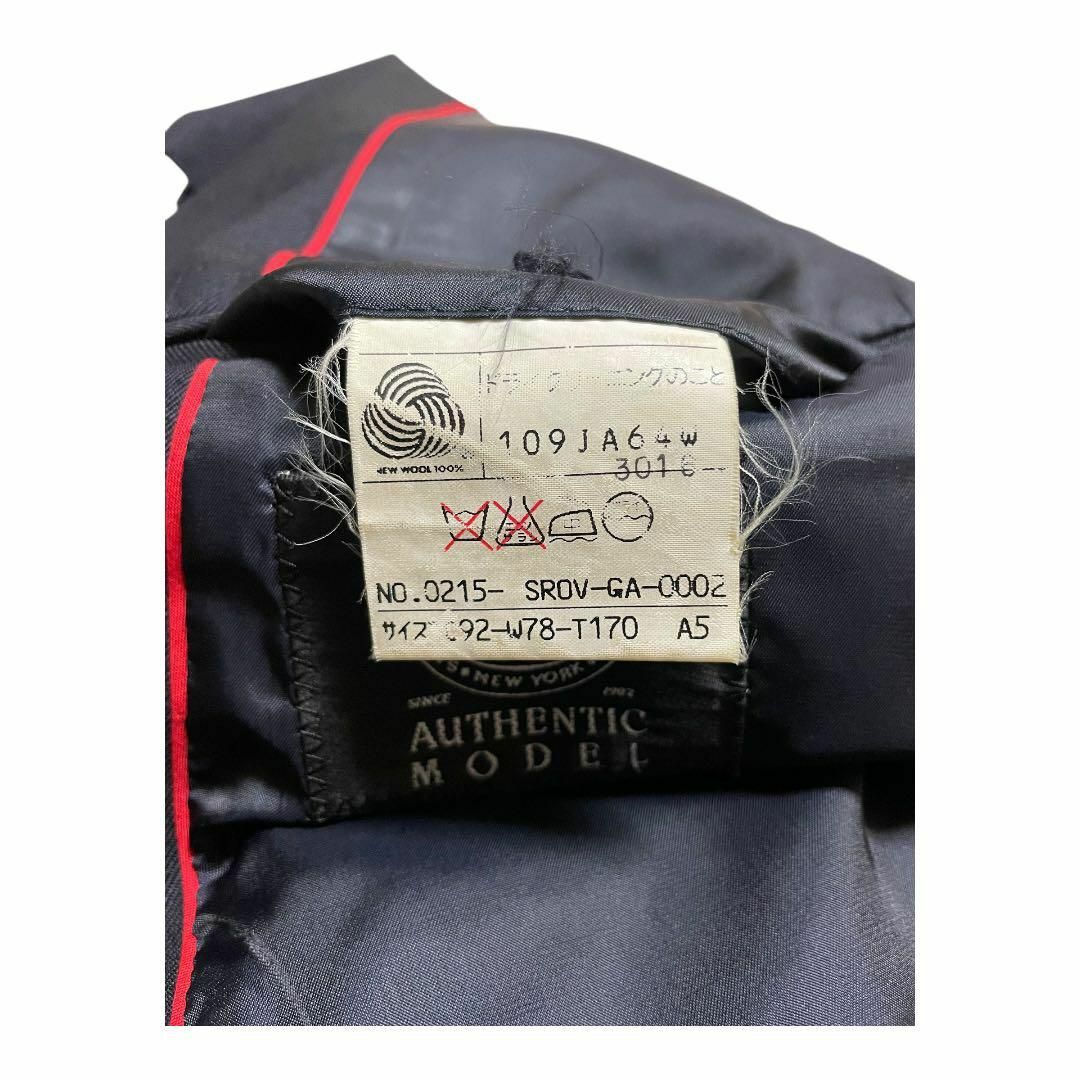 ドライクリーニングのこと
NEW WOOL 100%
109JA64W
3016
NO.0215- SROV-GA-0002
サイズ C92-W78-T170 A5
NEW YORK
SINCE
AUTHENTIC
MODEL